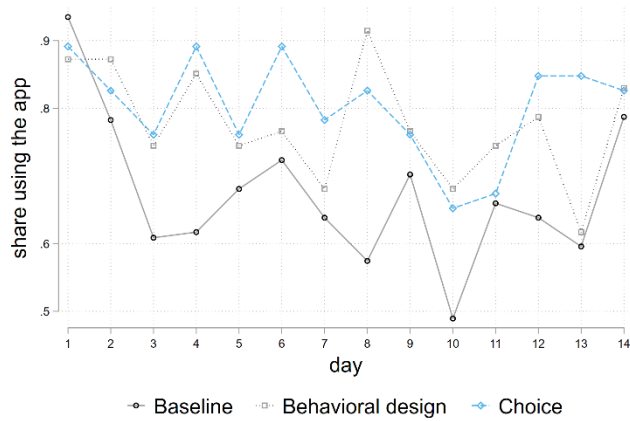 share using the app
.9
.8
.6
.5
1 2 3 4 5 6 7 8 9 10 11 12 13 14
day
Baseline Behavioral design Choice